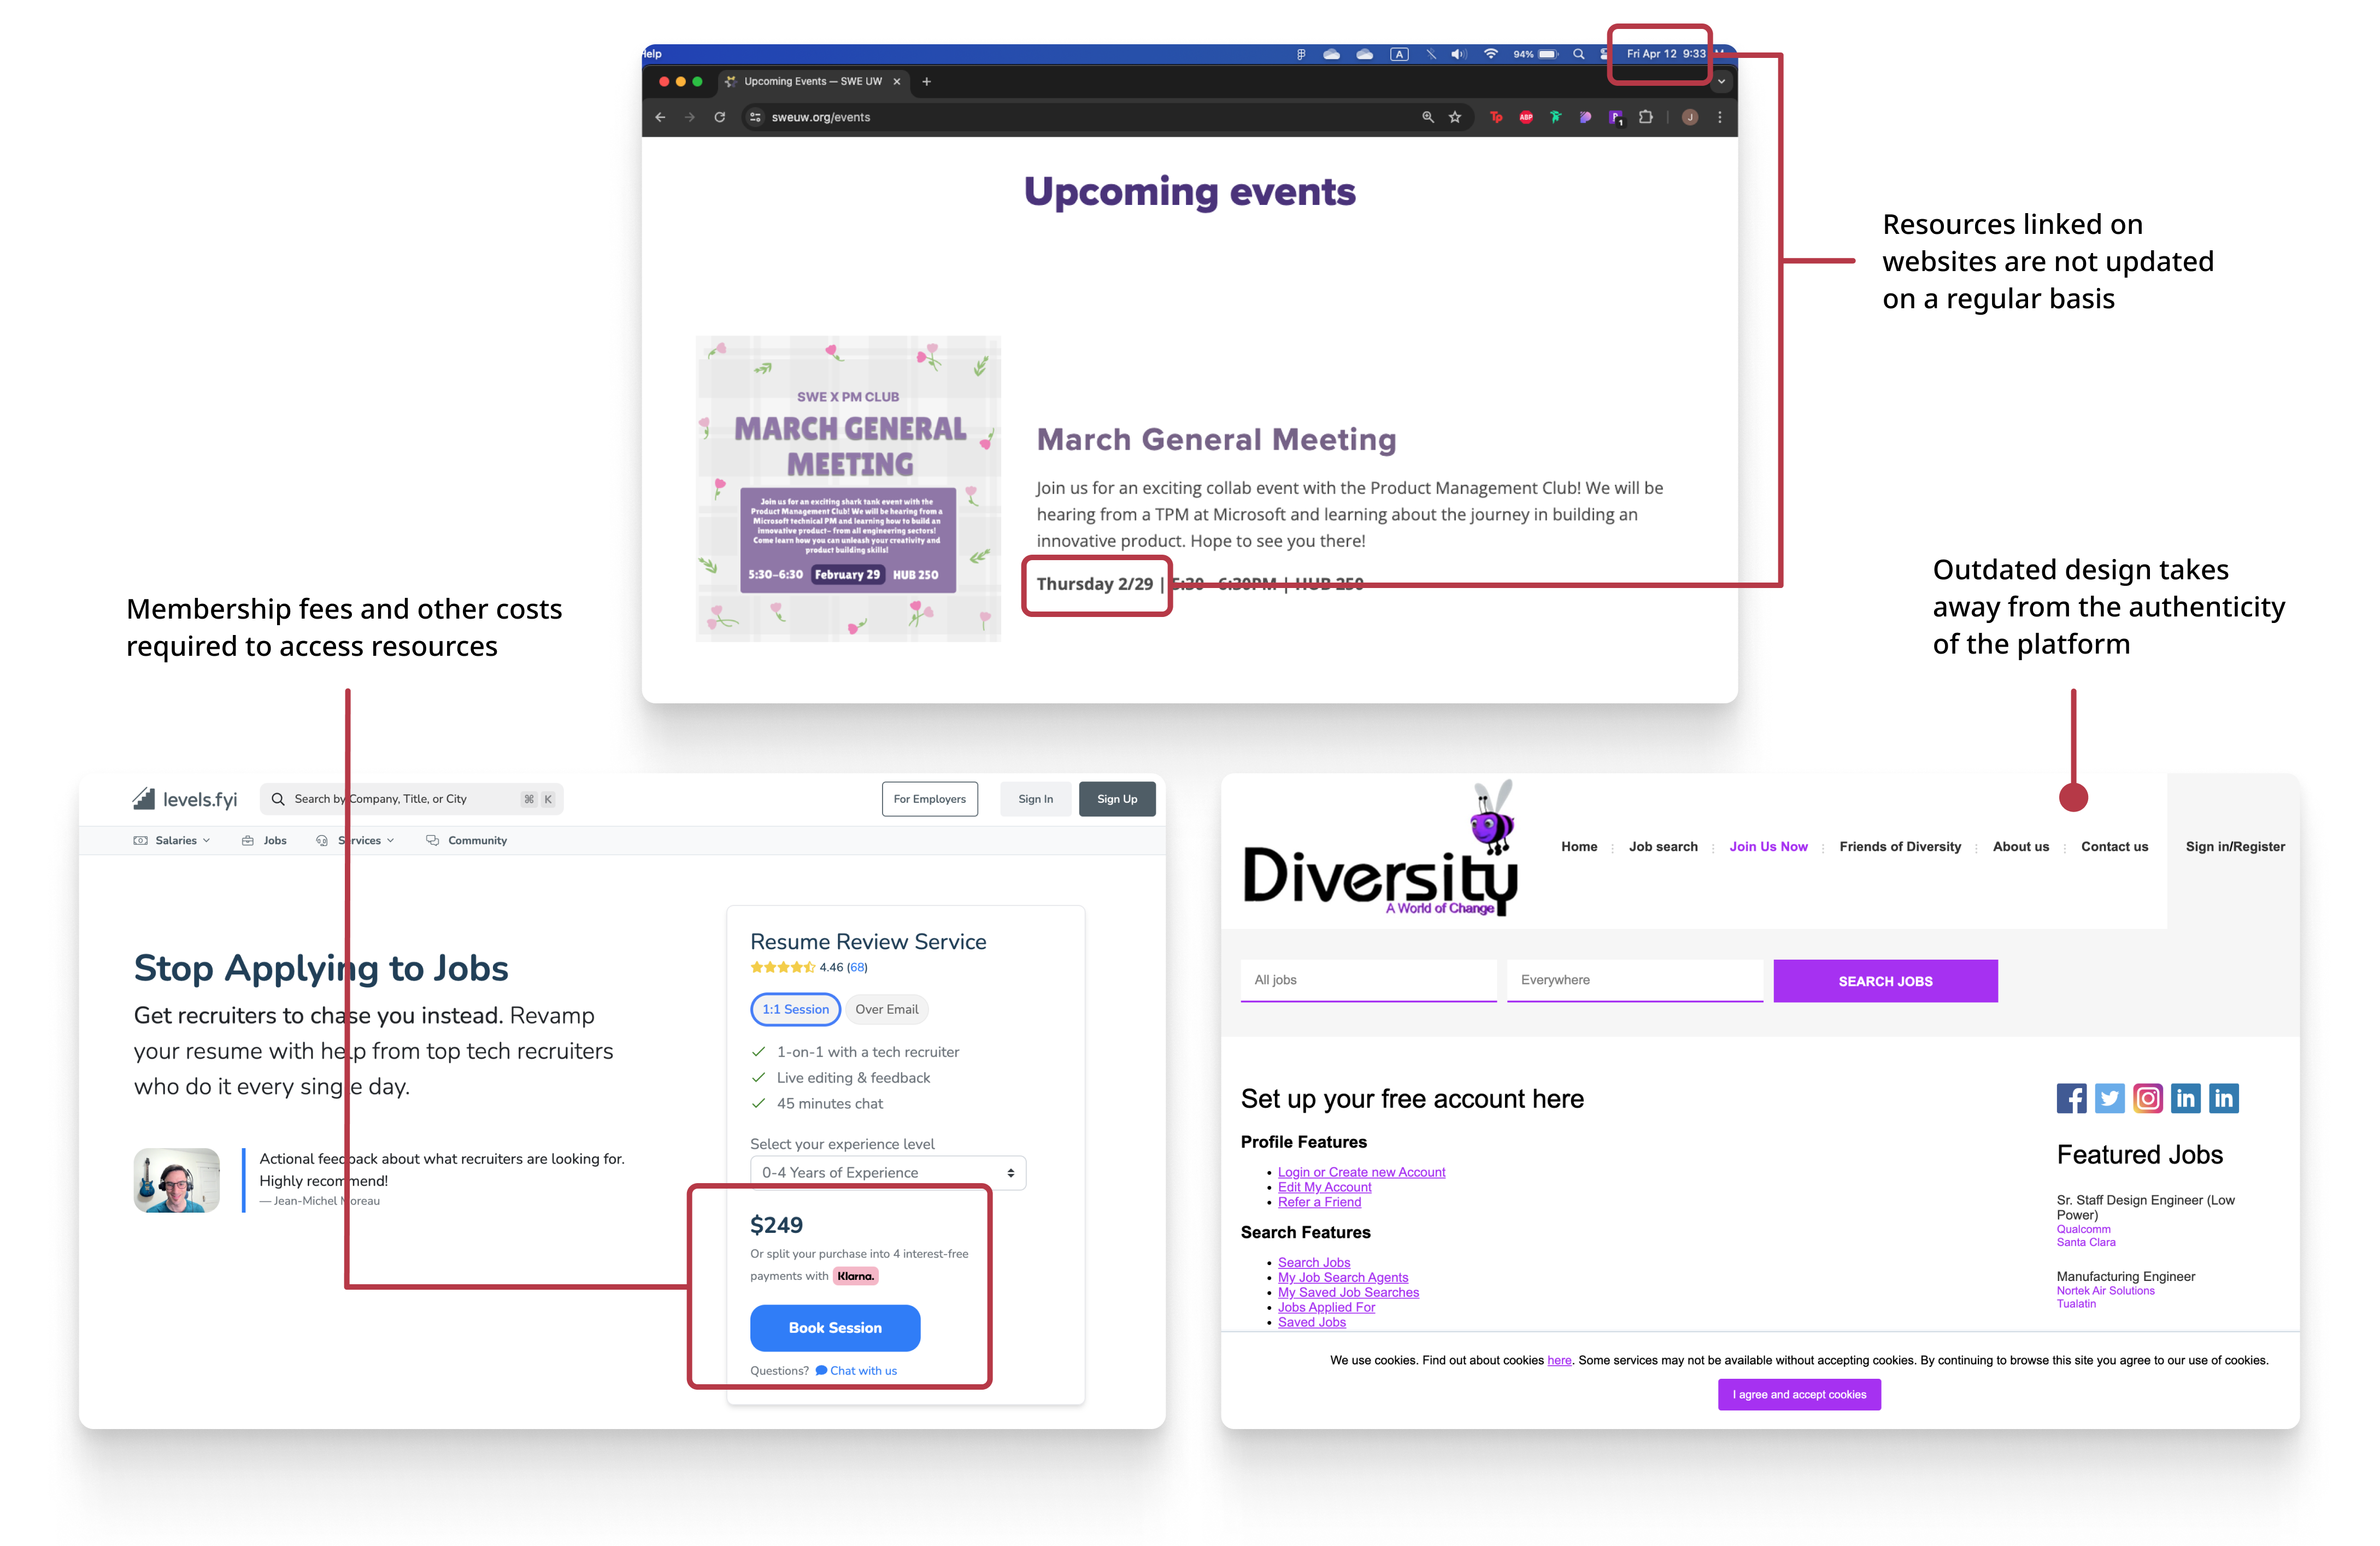 Help
94%
Fri Apr 12 9:33
Upcoming Events — SWE UW
sweuw.org/events
Upcoming events
SWE X PM CLUB
MARCH GENERAL
MEETING
Join us for an exciting shark tank event with the
Product Management Club! We will be hearing from a
Microsoft technical PM and learning how to build an
innovative product– from all engineering sectors!
Come learn how you can unleash your creativity and
product building skills!
5:30–6:30 February 29 HUB 250
March General Meeting
Join us for an exciting collab event with the Product Management Club! We will be
hearing from a TPM at Microsoft and learning about the journey in building an
innovative product. Hope to see you there!
Thursday 2/29 | 5:30 - 6:30PM | HUB 250
Resources linked on
websites are not updated
on a regular basis
Membership fees and other costs
required to access resources
Outdated design takes
away from the authenticity
of the platform
levels.fyi
Search by Company, Title, or City
⌘ K
For Employers
Sign In
Sign Up
Salaries
Jobs
Services
Community
Stop Applying to Jobs
Get recruiters to chase you instead. Revamp
your resume with help from top tech recruiters
who do it every single day.
Actional feedback about what recruiters are looking for.
Highly recommend!
— Jean-Michel Moreau
Resume Review Service
4.46 (68)
1:1 Session
Over Email
1-on-1 with a tech recruiter
Live editing & feedback
45 minutes chat
Select your experience level
0-4 Years of Experience
$249
Or split your purchase into 4 interest-free
payments with Klarna.
Book Session
Questions? Chat with us
Diversity
A World of Change
Home
Job search
Join Us Now
Friends of Diversity
About us
Contact us
Sign in/Register
All jobs
Everywhere
SEARCH JOBS
Set up your free account here
Profile Features
Login or Create new Account
Edit My Account
Refer a Friend
Search Features
Search Jobs
My Job Search Agents
My Saved Job Searches
Jobs Applied For
Saved Jobs
Featured Jobs
Sr. Staff Design Engineer (Low
Power)
Qualcomm
Santa Clara
Manufacturing Engineer
Nortek Air Solutions
Tualatin
We use cookies. Find out about cookies here. Some services may not be available without accepting cookies. By continuing to browse this site you agree to our use of cookies.
I agree and accept cookies